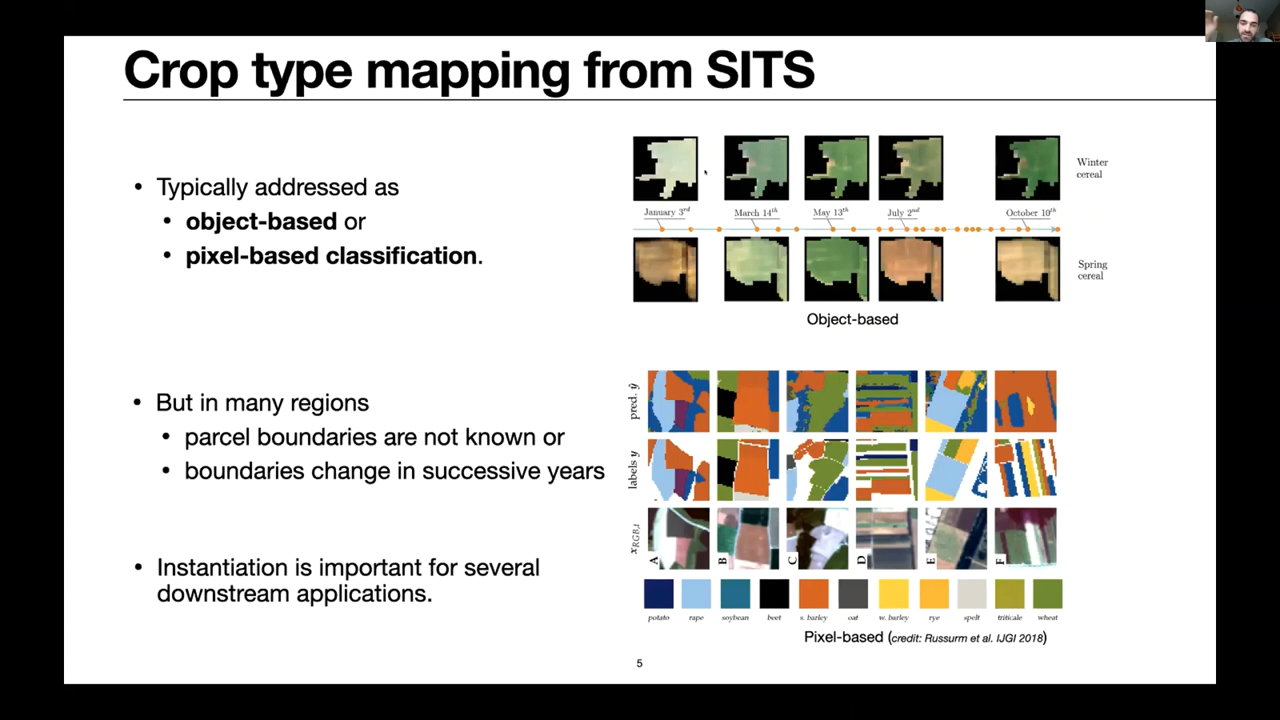 Crop type mapping from SITS
• Typically addressed as
• object-based or
• pixel-based classification.
• But in many regions
• parcel boundaries are not known or
• boundaries change in successive years
• Instantiation is important for several
downstream applications.
Winter
cereal
January 3rd March 14th May 13th July 2nd October 10th
Spring
cereal
Object-based
pred. ŷ
labels y
xRGB,t
A B C D E F
potato rape soybean beet s. barley oat w. barley rye spelt triticale wheat
Pixel-based (credit: Russurm et al. IJGI 2018)
5